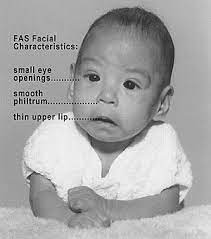 FAS Facial
Characteristics:
small eye
openings...........
smooth
philtrum............
thin upper lip............